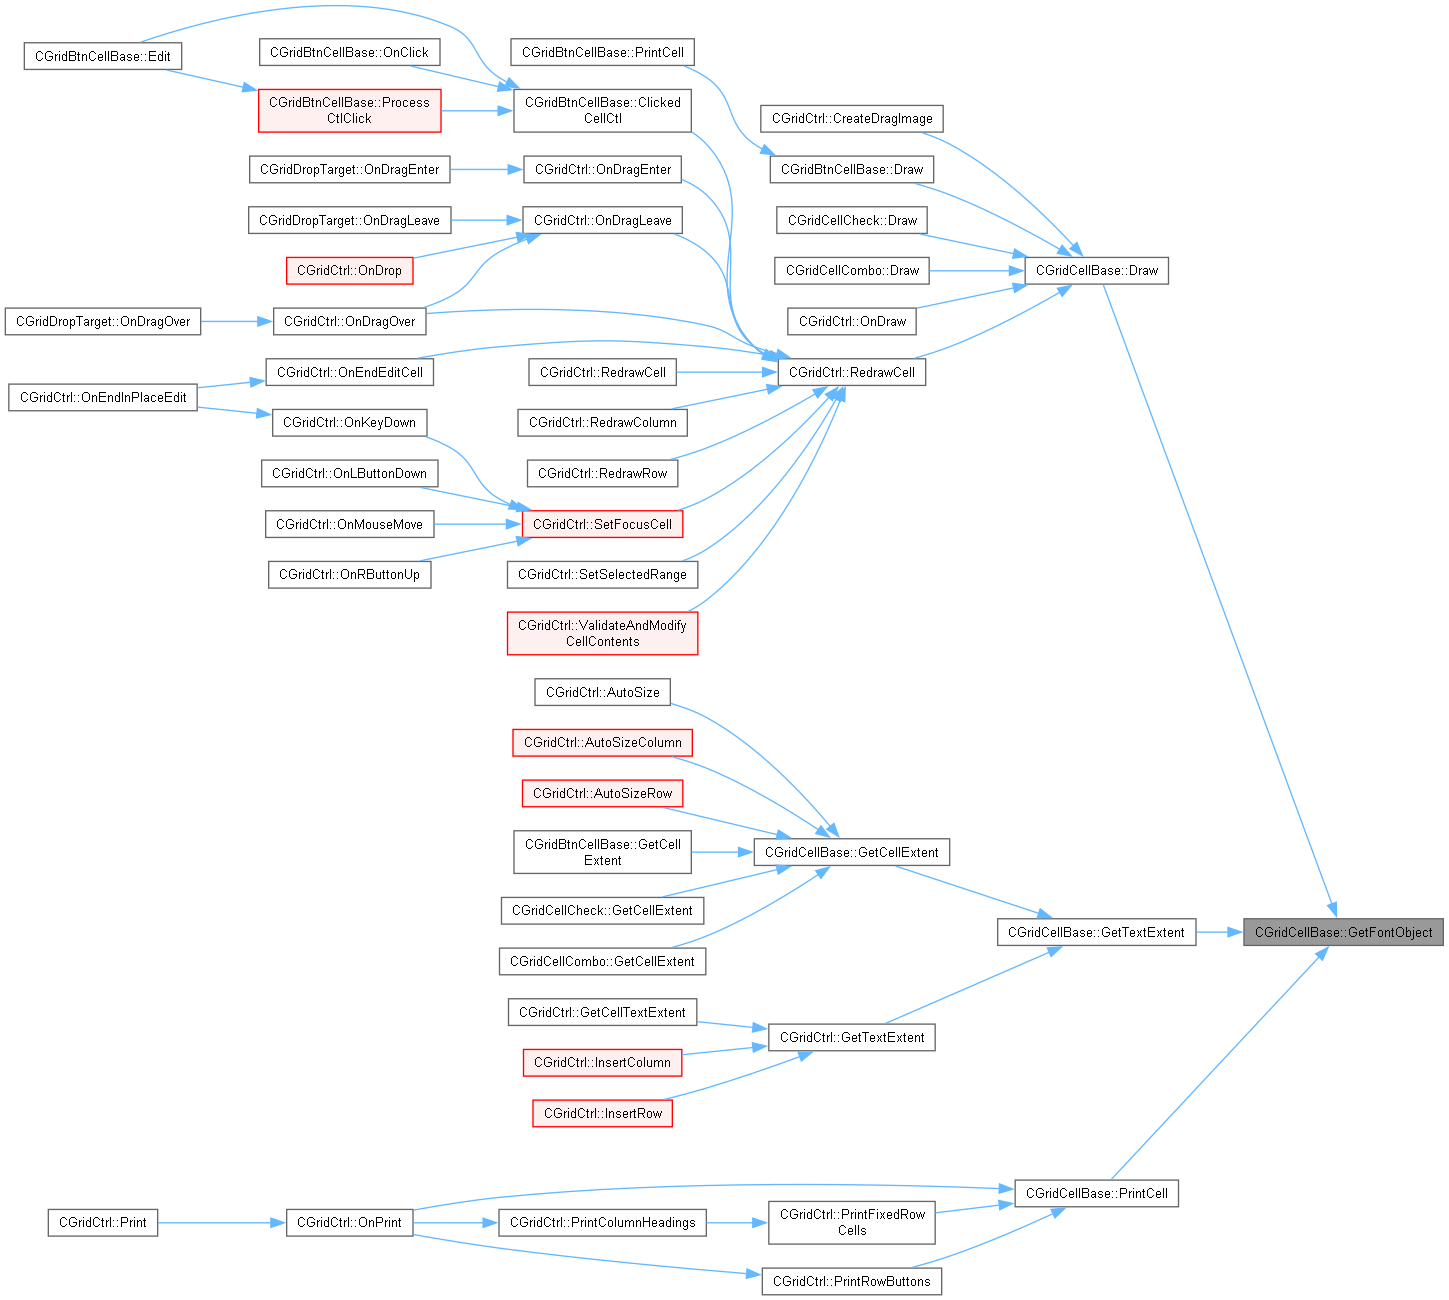 CGridBtnCellBase::Edit
CGridBtnCellBase::OnClick
CGridBtnCellBase::PrintCell
CGridBtnCellBase::Process
CtlClick
CGridBtnCellBase::Clicked
CellCtl
CGridCtrl::CreateDragImage
CGridDropTarget::OnDragEnter
CGridCtrl::OnDragEnter
CGridBtnCellBase::Draw
CGridDropTarget::OnDragLeave
CGridCtrl::OnDragLeave
CGridCellCheck::Draw
CGridCtrl::OnDrop
CGridCellCombo::Draw
CGridCellBase::Draw
CGridDropTarget::OnDragOver
CGridCtrl::OnDragOver
CGridCtrl::OnDraw
CGridCtrl::OnEndEditCell
CGridCtrl::RedrawCell
CGridCtrl::RedrawCell
CGridCtrl::OnEndInPlaceEdit
CGridCtrl::OnKeyDown
CGridCtrl::RedrawColumn
CGridCtrl::OnLButtonDown
CGridCtrl::RedrawRow
CGridCtrl::OnMouseMove
CGridCtrl::SetFocusCell
CGridCtrl::OnRButtonUp
CGridCtrl::SetSelectedRange
CGridCtrl::ValidateAndModify
CellContents
CGridCtrl::AutoSize
CGridCtrl::AutoSizeColumn
CGridCtrl::AutoSizeRow
CGridBtnCellBase::GetCell
Extent
CGridCellBase::GetCellExtent
CGridCellCheck::GetCellExtent
CGridCellBase::GetTextExtent
CGridCellBase::GetFontObject
CGridCellCombo::GetCellExtent
CGridCtrl::GetCellTextExtent
CGridCtrl::GetTextExtent
CGridCtrl::InsertColumn
CGridCtrl::InsertRow
CGridCellBase::PrintCell
CGridCtrl::Print
CGridCtrl::OnPrint
CGridCtrl::PrintColumnHeadings
CGridCtrl::PrintFixedRow
Cells
CGridCtrl::PrintRowButtons